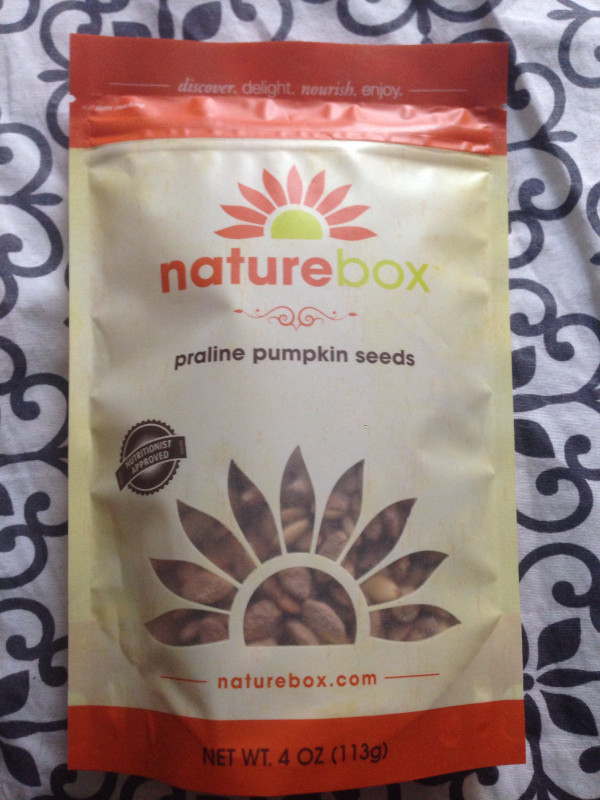 discover. delight. nourish. enjoy.
naturebox
praline pumpkin seeds
NUTRITIONIST
APPROVED
naturebox.com
NET WT. 4 OZ (113g)